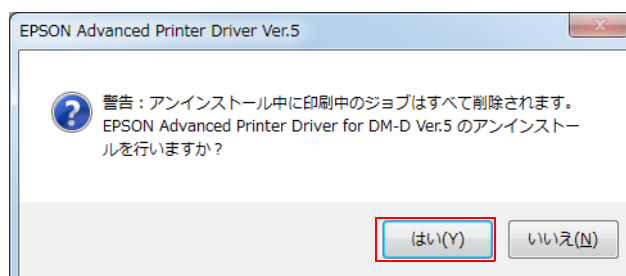 EPSON Advanced Printer Driver Ver.5
警告：アンインストール中に印刷中のジョブはすべて削除されます。
EPSON Advanced Printer Driver for DM-D Ver.5 のアンインストー
ルを行いますか？
はい(Y)
いいえ(N)